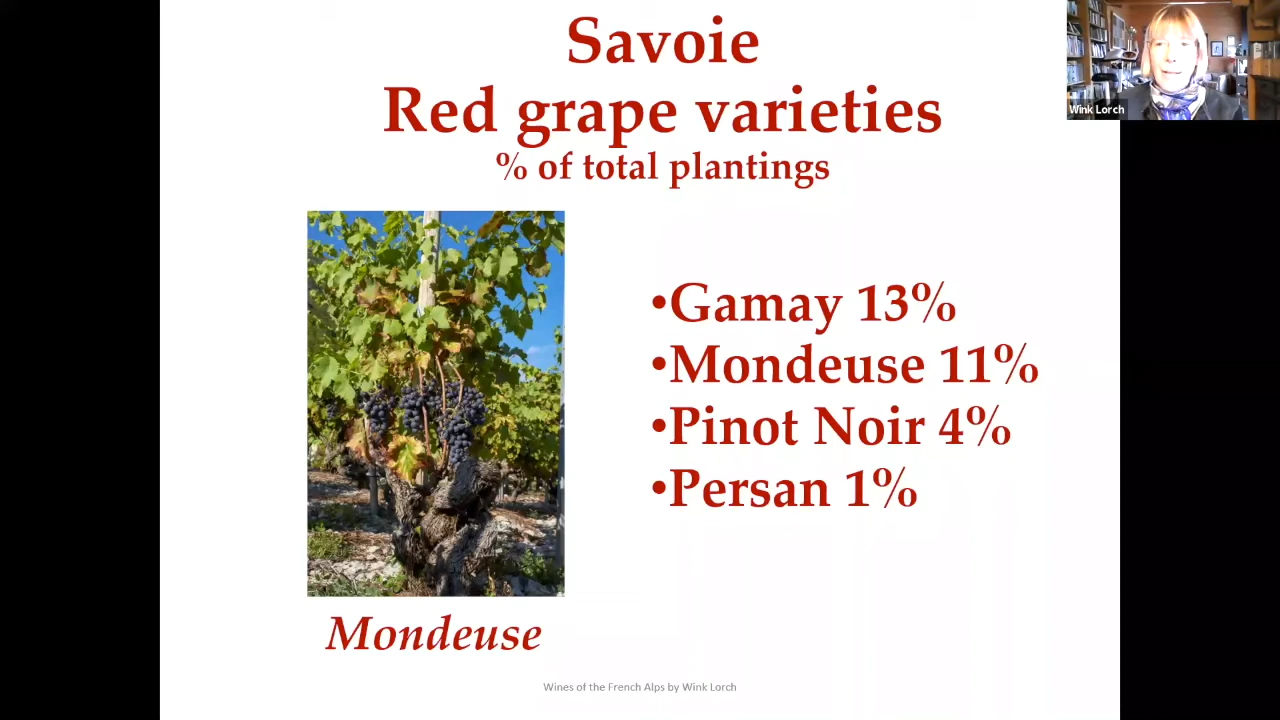 Savoie
Red grape varieties
% of total plantings
Wink Lorch
•Gamay 13%
•Mondeuse 11%
•Pinot Noir 4%
•Persan 1%
Mondeuse
Wines of the French Alps by Wink Lorch